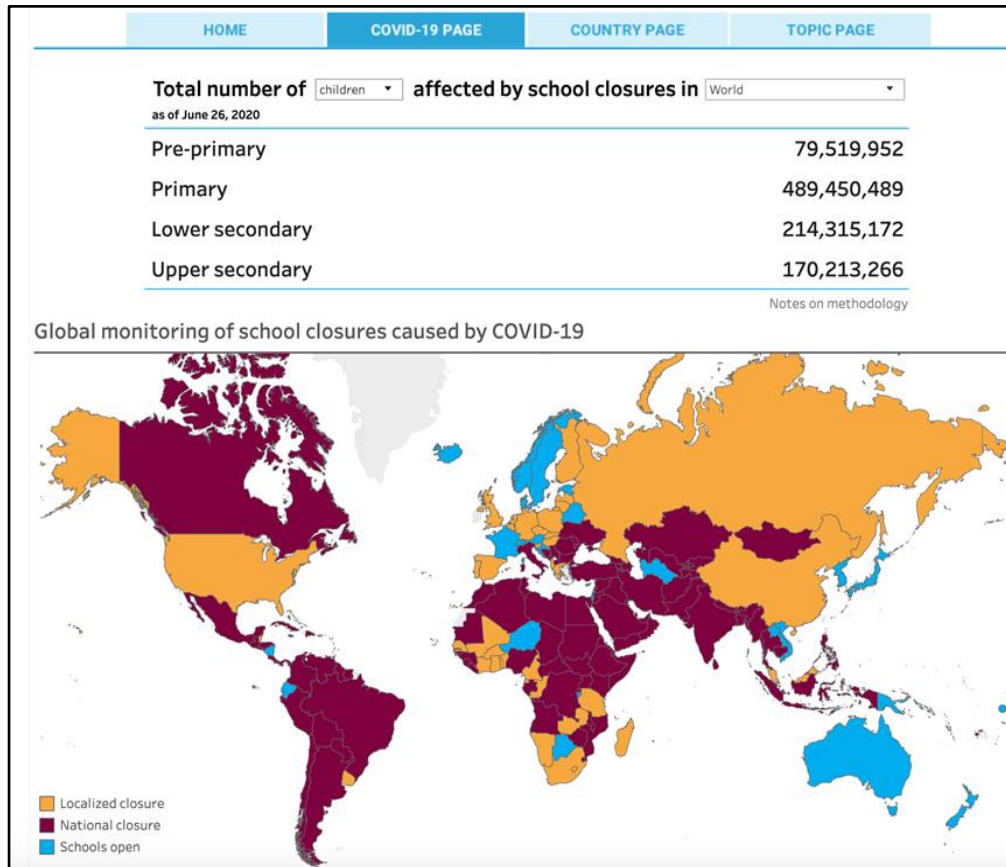 HOME COVID-19 PAGE COUNTRY PAGE TOPIC PAGE
Total number of children affected by school closures in World
as of June 26, 2020
Pre-primary 79,519,952
Primary 489,450,489
Lower secondary 214,315,172
Upper secondary 170,213,266
Notes on methodology
Global monitoring of school closures caused by COVID-19
Localized closure
National closure
Schools open